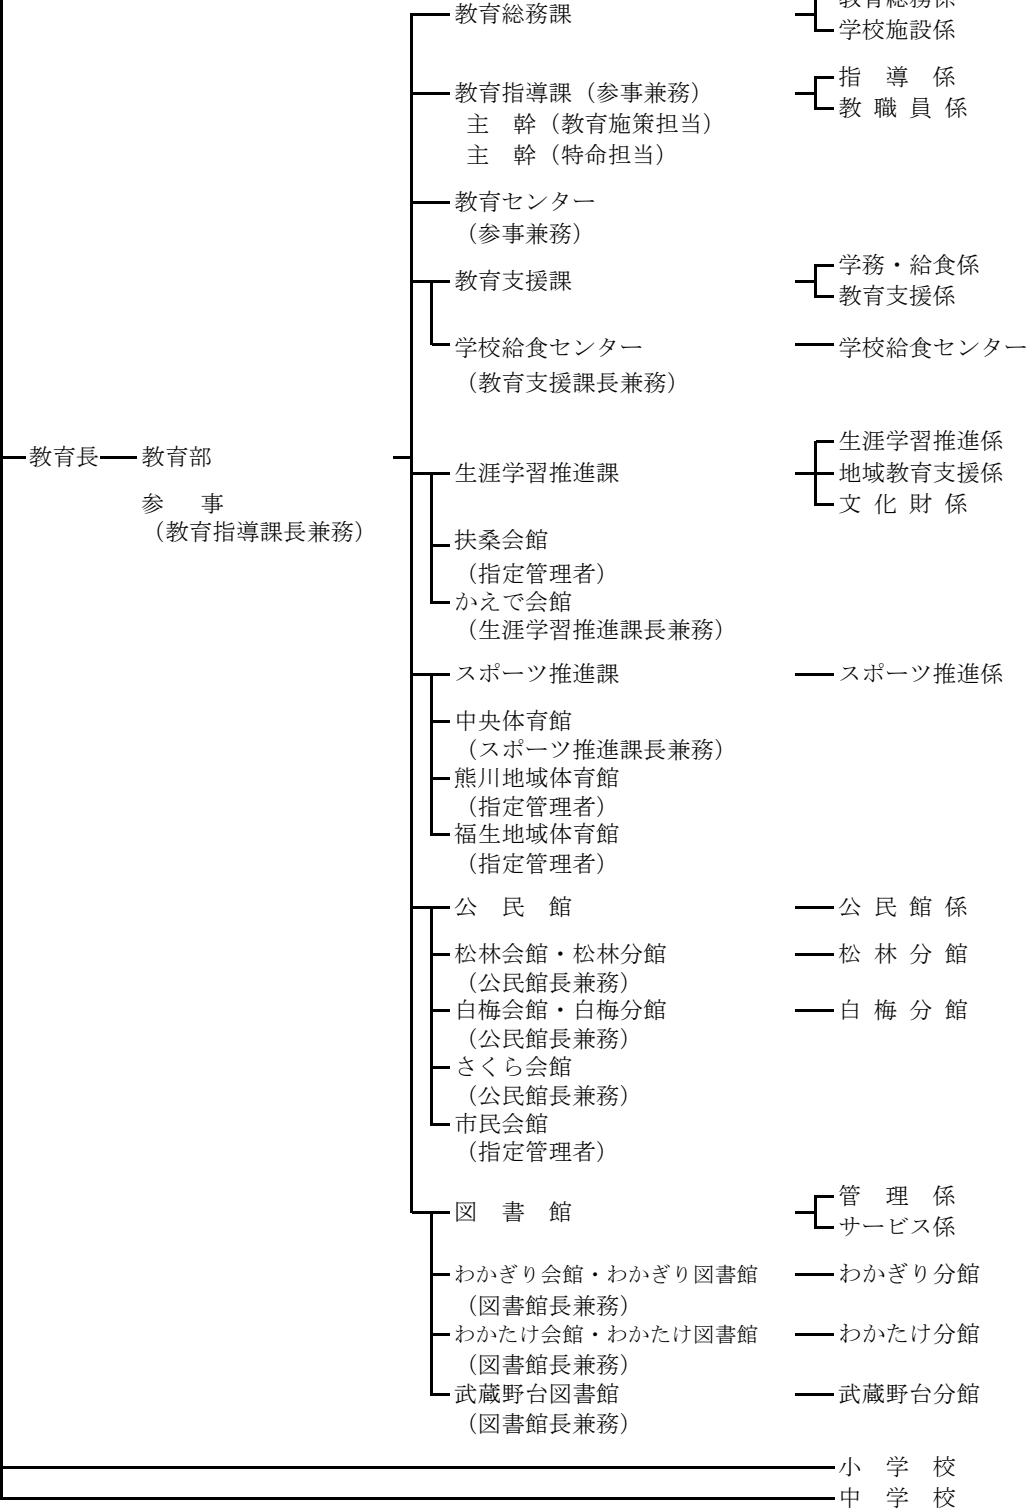 教育総務課
学校施設係
指　導　係
教育指導課（参事兼務）
教 職 員 係
主　幹（教育施策担当）
主　幹（特命担当）
教育センター
（参事兼務）
学務・給食係
教育支援課
教育支援係
学校給食センター　学校給食センター
（教育支援課長兼務）
生涯学習推進係
教育長　教育部
生涯学習推進課　地域教育支援係
参　事
文 化 財 係
（教育指導課長兼務）
扶桑会館
（指定管理者）
かえで会館
（生涯学習推進課長兼務）
スポーツ推進課　スポーツ推進係
中央体育館
（スポーツ推進課長兼務）
熊川地域体育館
（指定管理者）
福生地域体育館
（指定管理者）
公　民　館　公 民 館 係
松林会館・松林分館　松 林 分 館
（公民館長兼務）
白梅会館・白梅分館　白 梅 分 館
（公民館長兼務）
さくら会館
（公民館長兼務）
市民会館
（指定管理者）
管　理　係
図　書　館
サービス係
わかぎり会館・わかぎり図書館　わかぎり分館
（図書館長兼務）
わかたけ会館・わかたけ図書館　わかたけ分館
（図書館長兼務）
武蔵野台図書館　武蔵野台分館
（図書館長兼務）
小　学　校
中　学　校